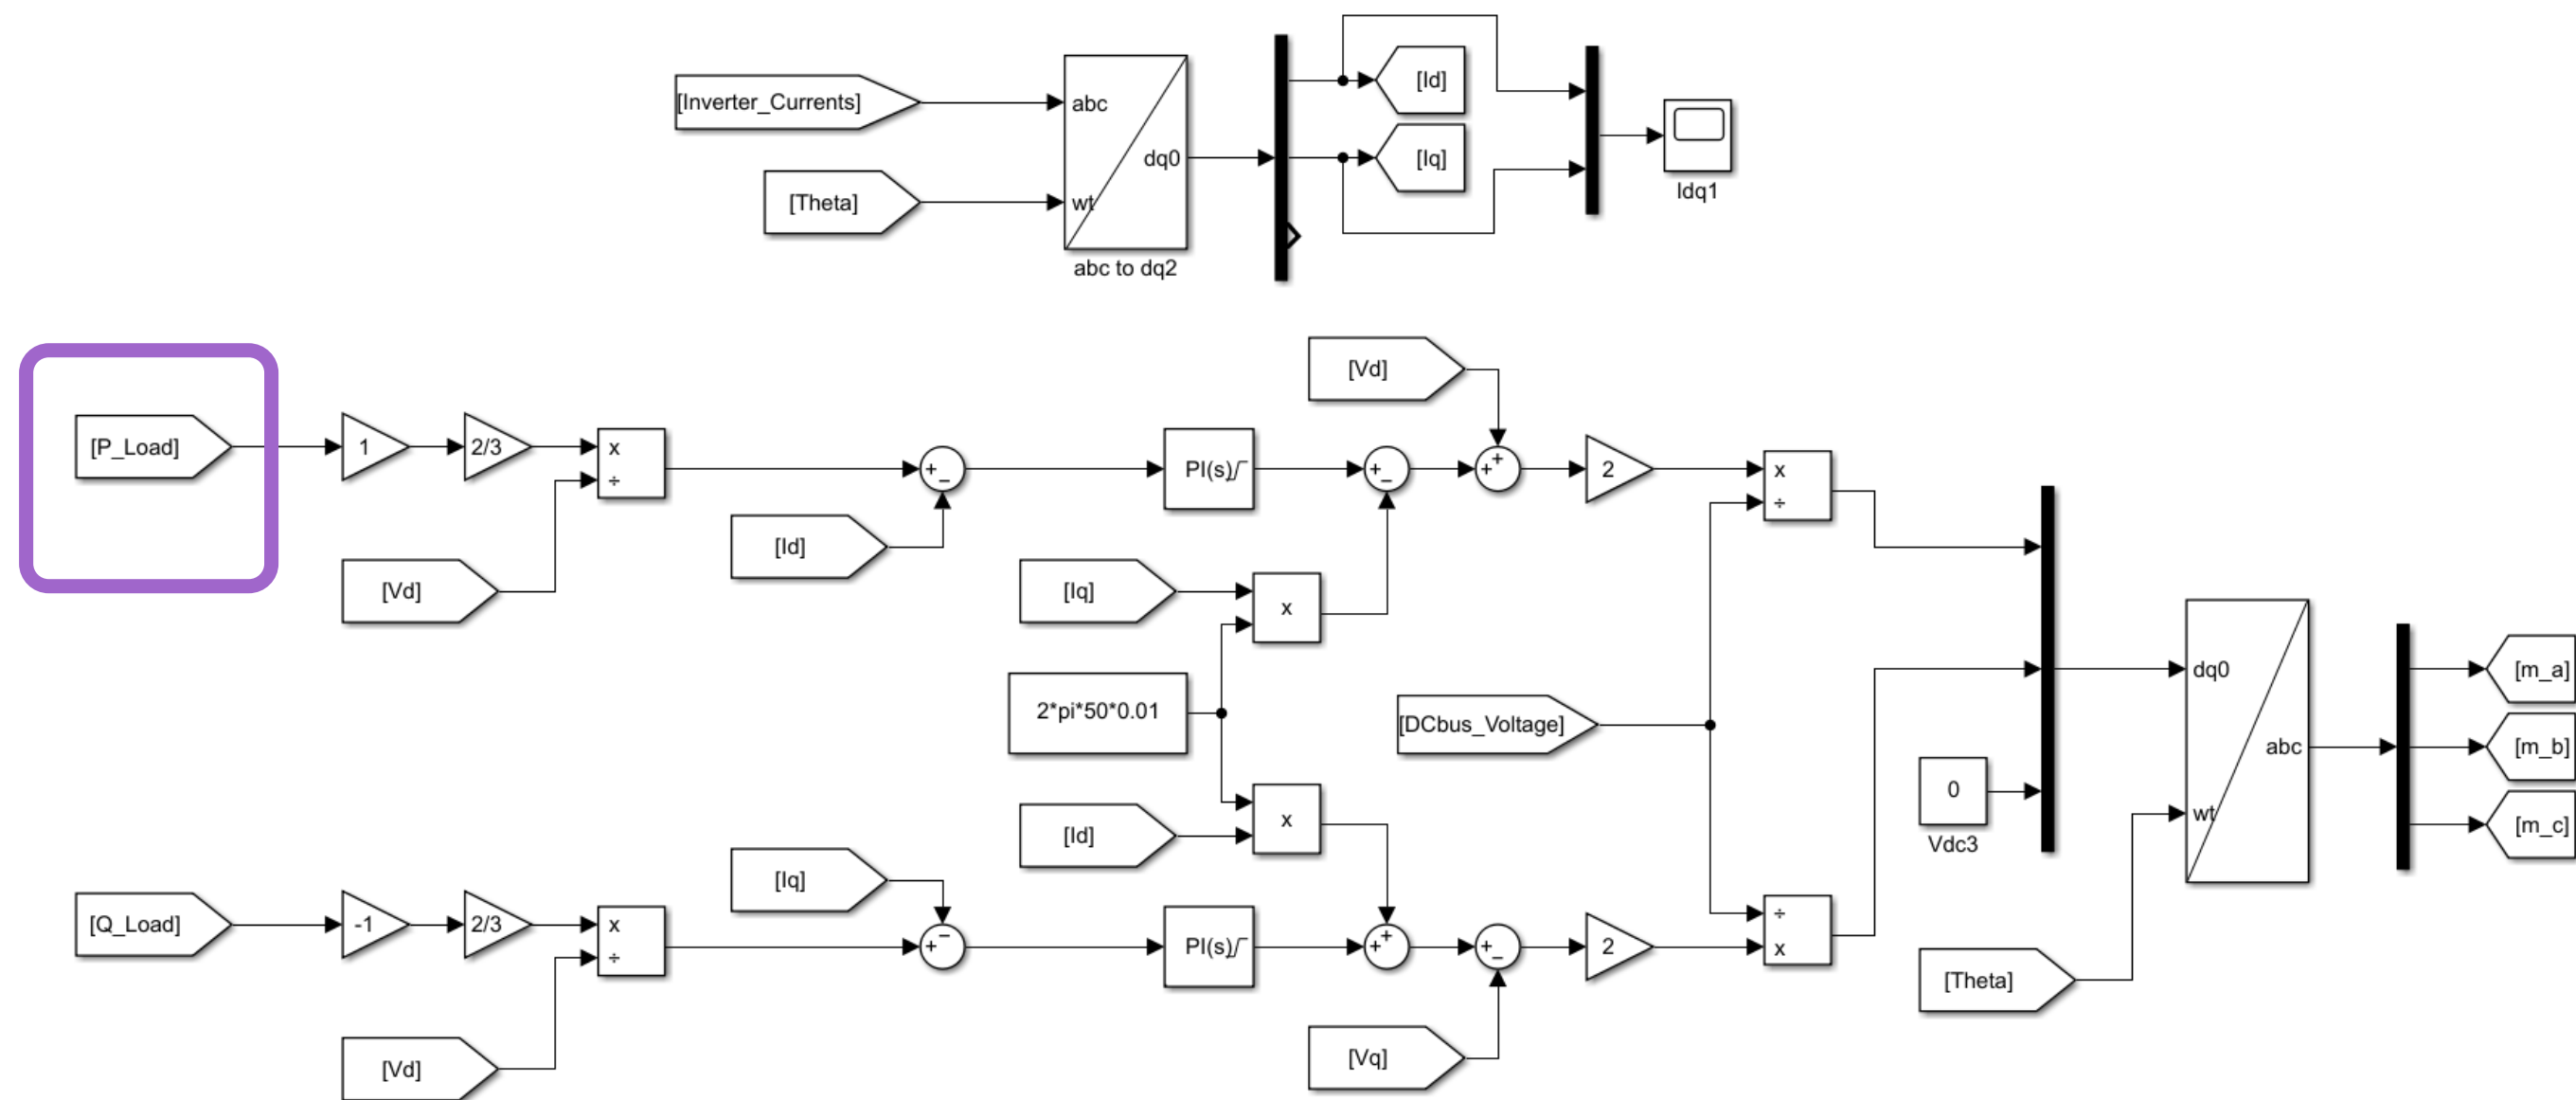 [Inverter_Currents]
[Theta]
abc
wt
dq0
abc to dq2
[Id]
[Iq]
Idq1
[P_Load]
1
2/3
x
÷
[Vd]
+
−
[Id]
PI(s)
+
−
[Vd]
+
+
2
x
÷
[Iq]
x
2*pi*50*0.01
[Id]
x
[DCbus_Voltage]
0
Vdc3
[Q_Load]
-1
2/3
x
÷
[Vd]
[Iq]
−
+
PI(s)
+
+
+
−
[Vq]
2
÷
x
[Theta]
dq0
wt
abc
[m_a]
[m_b]
[m_c]